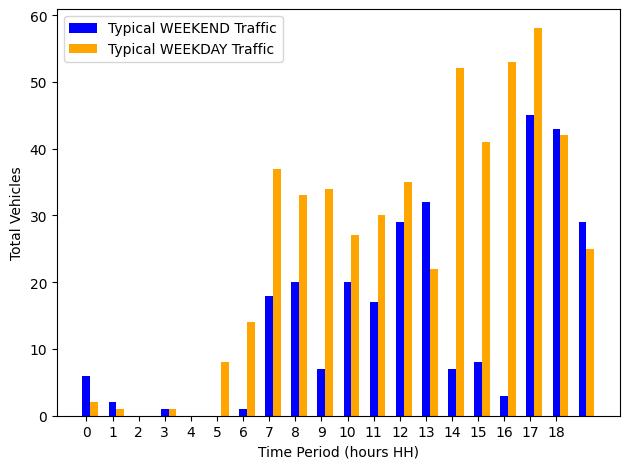 Typical WEEKEND Traffic
Typical WEEKDAY Traffic
60
50
40
30
20
10
0
Total Vehicles
0 1 2 3 4 5 6 7 8 9 10 11 12 13 14 15 16 17 18
Time Period (hours HH)